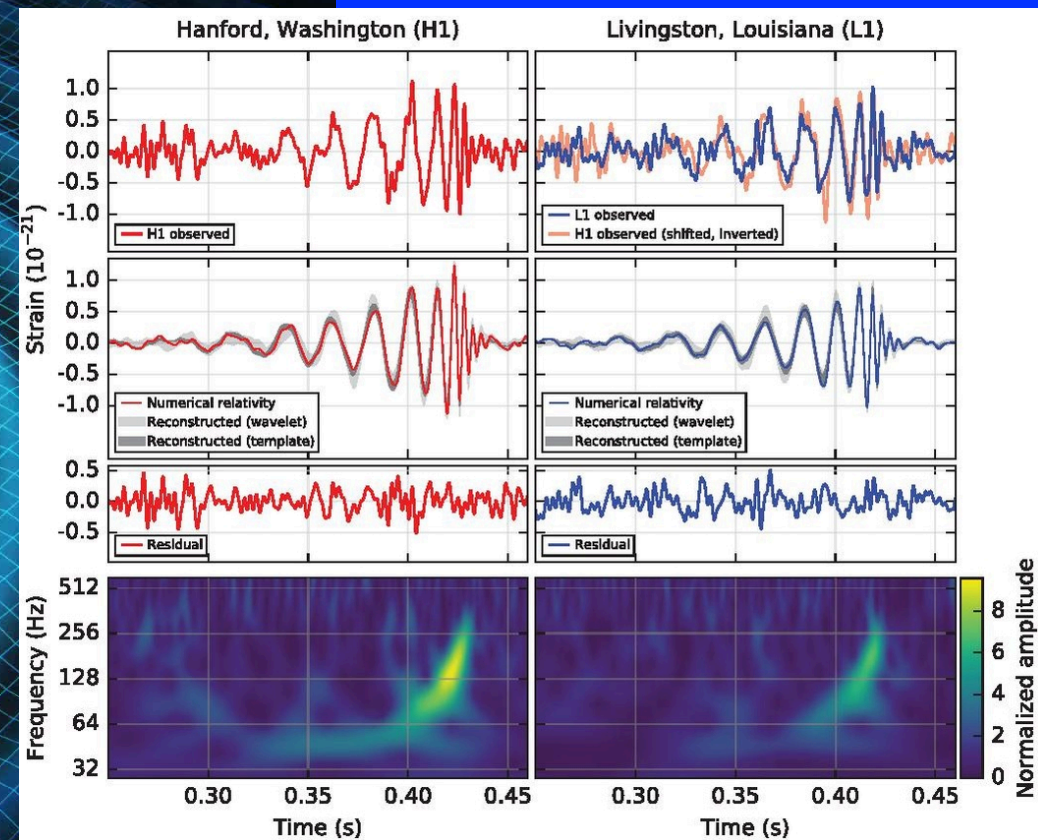 Hanford, Washington (H1)
Livingston, Louisiana (L1)
Strain (10⁻²¹)
1.0
0.5
0.0
-0.5
-1.0
H1 observed
L1 observed
H1 observed (shifted, inverted)
1.0
0.5
0.0
-0.5
-1.0
Numerical relativity
Reconstructed (wavelet)
Reconstructed (template)
Numerical relativity
Reconstructed (wavelet)
Reconstructed (template)
0.5
0.0
-0.5
Residual
Residual
Frequency (Hz)
512
256
128
64
32
Normalized amplitude
8
6
4
2
0
0.30 0.35 0.40 0.45
0.30 0.35 0.40 0.45
Time (s)
Time (s)